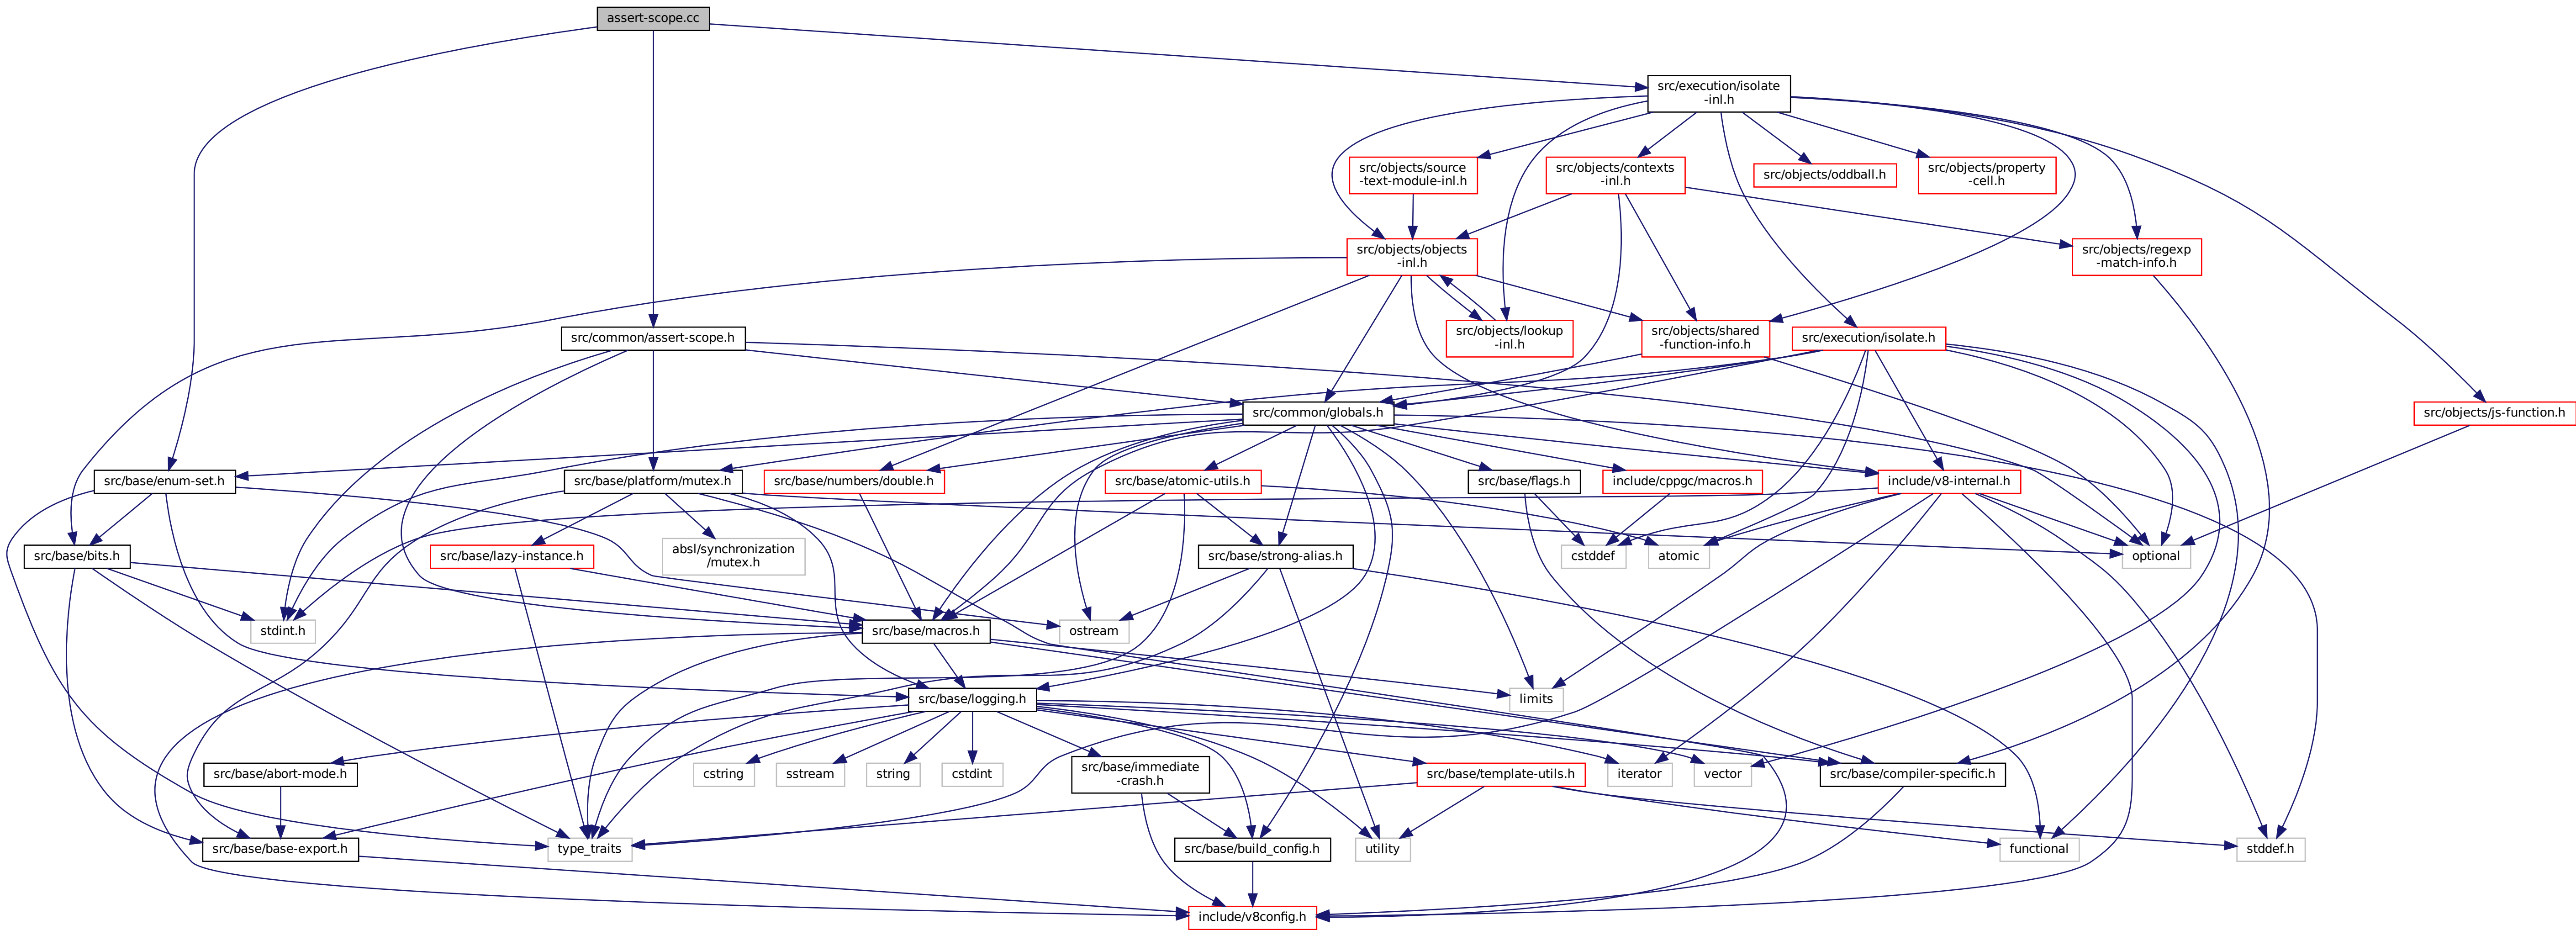 assert-scope.cc
src/execution/isolate
-inl.h
src/objects/source
-text-module-inl.h
src/objects/contexts
-inl.h
src/objects/oddball.h
src/objects/property
-cell.h
src/objects/objects
-inl.h
src/objects/regexp
-match-info.h
src/common/assert-scope.h
src/objects/lookup
-inl.h
src/objects/shared
-function-info.h
src/execution/isolate.h
src/common/globals.h
src/objects/js-function.h
src/base/enum-set.h
src/base/platform/mutex.h
src/base/numbers/double.h
src/base/atomic-utils.h
src/base/flags.h
include/cppgc/macros.h
include/v8-internal.h
src/base/bits.h
src/base/lazy-instance.h
absl/synchronization
/mutex.h
src/base/strong-alias.h
cstddef
atomic
optional
stdint.h
src/base/macros.h
ostream
src/base/logging.h
limits
src/base/abort-mode.h
cstring
sstream
string
cstdint
src/base/immediate
-crash.h
src/base/template-utils.h
iterator
vector
src/base/compiler-specific.h
src/base/base-export.h
type_traits
src/base/build_config.h
utility
functional
stddef.h
include/v8config.h